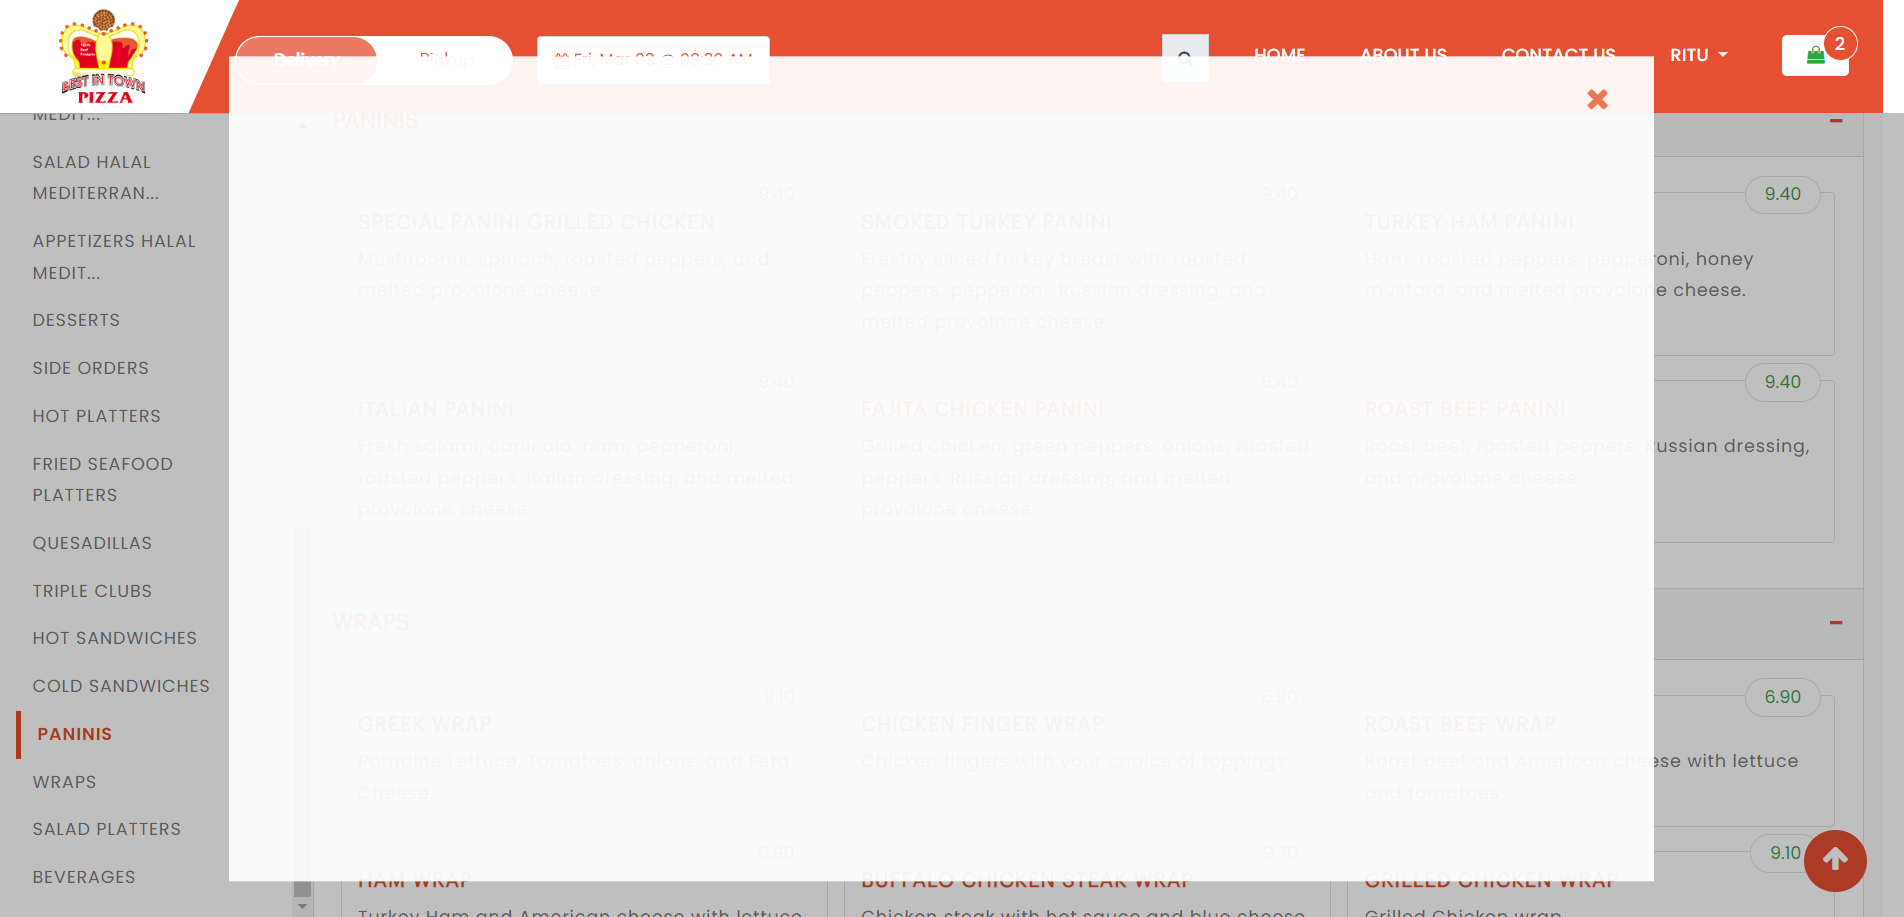 BEST IN TOWN
PIZZA
Delivery
Pickup
Fri, Mar 03 @ 08:30 AM
HOME
ABOUT US
CONTACT US
RITU
2
MEDIT...
SALAD HALAL
MEDITERRAN...
APPETIZERS HALAL
MEDIT...
DESSERTS
SIDE ORDERS
HOT PLATTERS
FRIED SEAFOOD
PLATTERS
QUESADILLAS
TRIPLE CLUBS
HOT SANDWICHES
COLD SANDWICHES
PANINIS
WRAPS
SALAD PLATTERS
BEVERAGES
PANINIS
9.40
SPECIAL PANINI GRILLED CHICKEN
Mushrooms, spinach, roasted peppers, and
melted provolone cheese.
9.40
SMOKED TURKEY PANINI
Freshly sliced turkey breast with roasted
peppers, pepperoni, Russian dressing, and
melted provolone cheese.
9.40
TURKEY HAM PANINI
Ham, roasted peppers, pepperoni, honey
mustard, and melted provolone cheese.
9.40
9.40
ITALIAN PANINI
Fresh salami, capicola, ham, pepperoni,
roasted peppers, Italian dressing, and melted
provolone cheese.
9.40
FAJITA CHICKEN PANINI
Grilled chicken, green peppers, onions, roasted
peppers, Russian dressing, and melted
provolone cheese.
9.40
ROAST BEEF PANINI
Roast beef, roasted peppers, Russian dressing,
and provolone cheese.
WRAPS
9.10
GREEK WRAP
Romaine Lettuce, Tomatoes, onions, and Feta
Cheese.
6.90
CHICKEN FINGER WRAP
Chicken fingers with your choice of toppings
6.90
ROAST BEEF WRAP
Roast beef and American cheese with lettuce
and tomatoes.
6.90
HAM WRAP
Turkey Ham and American cheese with lettuce
9.70
BUFFALO CHICKEN STEAK WRAP
Chicken steak with hot sauce and blue cheese
9.10
GRILLED CHICKEN WRAP
Grilled Chicken wrap